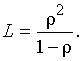 L = ρ² / (1 − ρ).